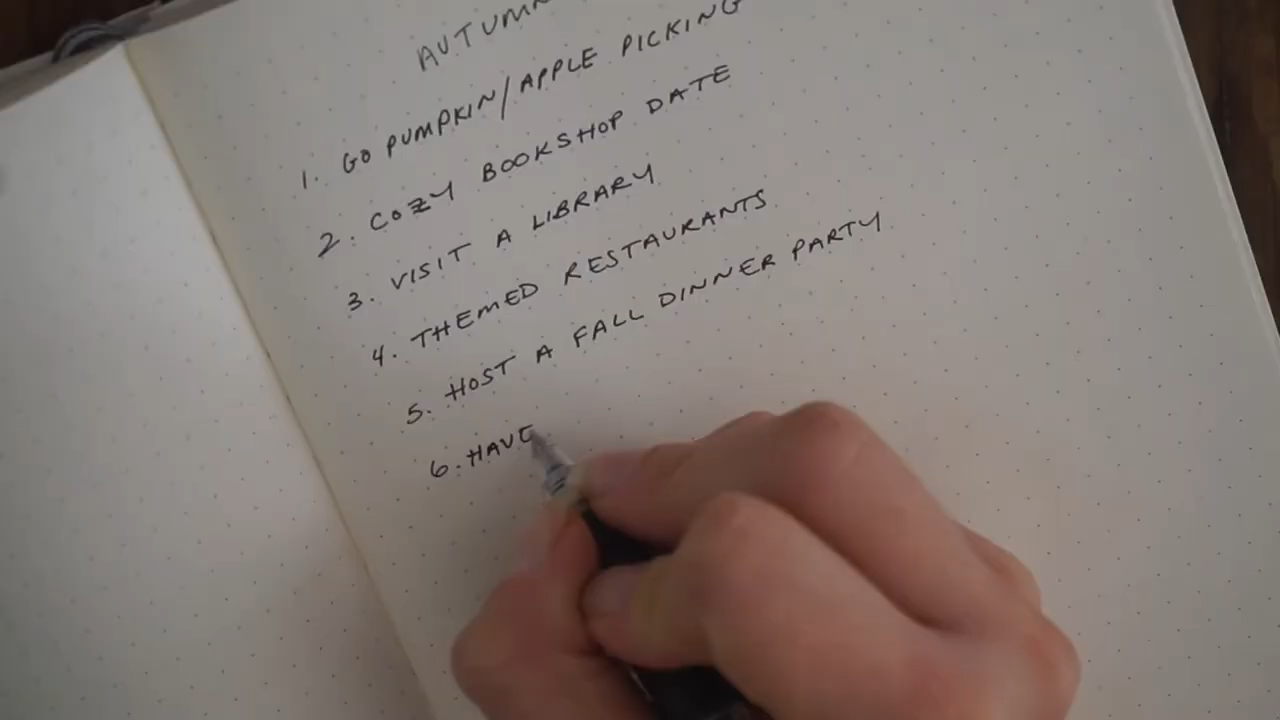 AUTUMN
1. GO PUMPKIN/APPLE PICKING
2. COZY BOOKSHOP DATE
3. VISIT A LIBRARY
4. THEMED RESTAURANTS
5. HOST A FALL DINNER PARTY
6. HAVE